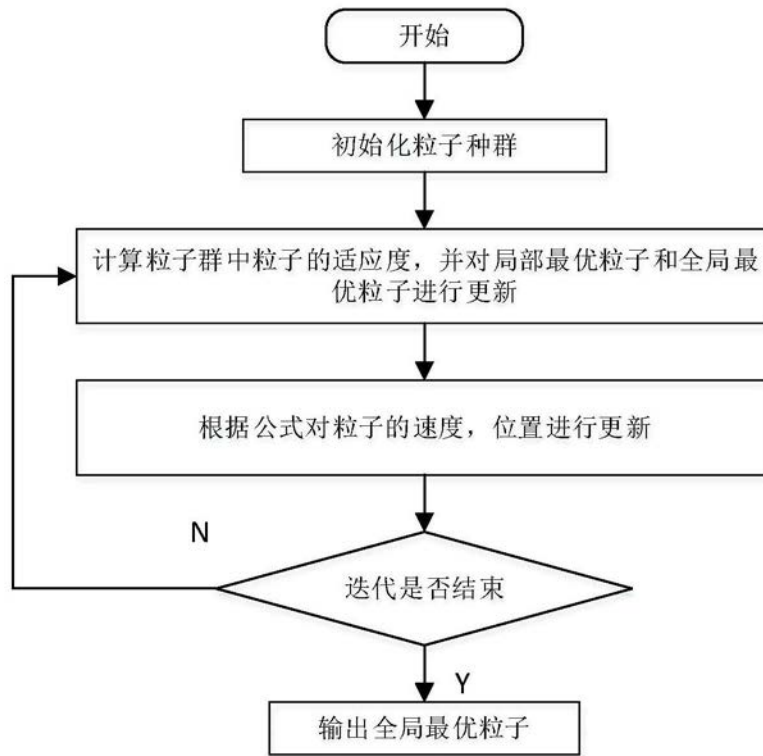 开始
初始化粒子种群
计算粒子群中粒子的适应度，并对局部最优粒子和全局最
优粒子进行更新
根据公式对粒子的速度，位置进行更新
N
迭代是否结束
Y
输出全局最优粒子